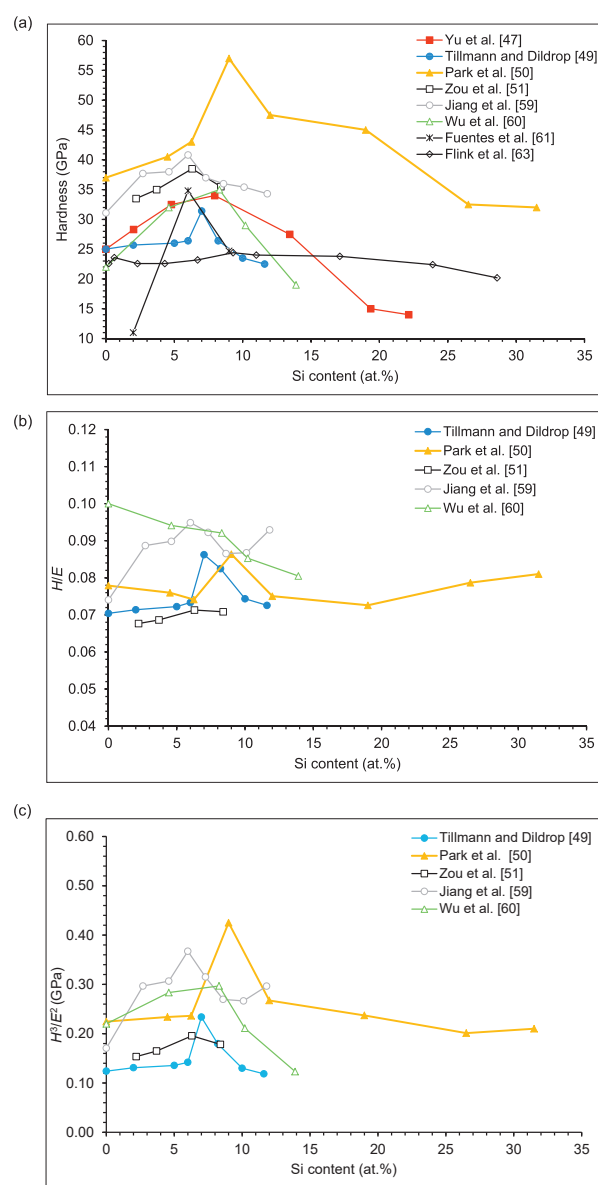 (a)
60
55
50
45
40
35
30
25
20
15
10
0
5
10
15
20
25
30
35
Hardness (GPa)
Si content (at.%)
Yu et al. [47]
Tillmann and Dildrop [49]
Park et al. [50]
Zou et al. [51]
Jiang et al. [59]
Wu et al. [60]
Fuentes et al. [61]
Flink et al. [63]
(b)
0.12
0.11
0.10
0.09
0.08
0.07
0.06
0.05
0.04
0
5
10
15
20
25
30
35
H/E
Si content (at.%)
Tillmann and Dildrop [49]
Park et al. [50]
Zou et al. [51]
Jiang et al. [59]
Wu et al. [60]
(c)
0.60
0.50
0.40
0.30
0.20
0.10
0.00
0
5
10
15
20
25
30
35
H³/E² (GPa)
Si content (at.%)
Tillmann and Dildrop [49]
Park et al. [50]
Zou et al. [51]
Jiang et al. [59]
Wu et al. [60]